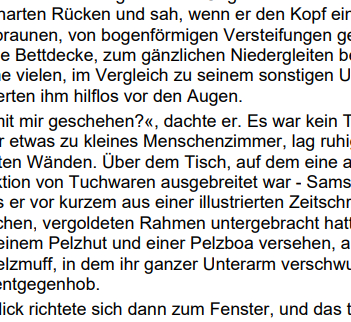 harten Rücken und sah, wenn er den Kopf ein
braunen, von bogenförmigen Versteifungen ge
e Bettdecke, zum gänzlichen Niedergleiten be
e vielen, im Vergleich zu seinem sonstigen U
erten ihm hilflos vor den Augen.
mit mir geschehen?«, dachte er. Es war kein T
r etwas zu kleines Menschenzimmer, lag ruhig
ten Wänden. Über dem Tisch, auf dem eine a
ktion von Tuchwaren ausgebreitet war - Sams
s er vor kurzem aus einer illustrierten Zeitschr
chen, vergoldeten Rahmen untergebracht hatt
einem Pelzhut und einer Pelzboa versehen, a
elzmuff, in dem ihr ganzer Unterarm verschwu
entgegenhob.
lick richtete sich dann zum Fenster, und das t